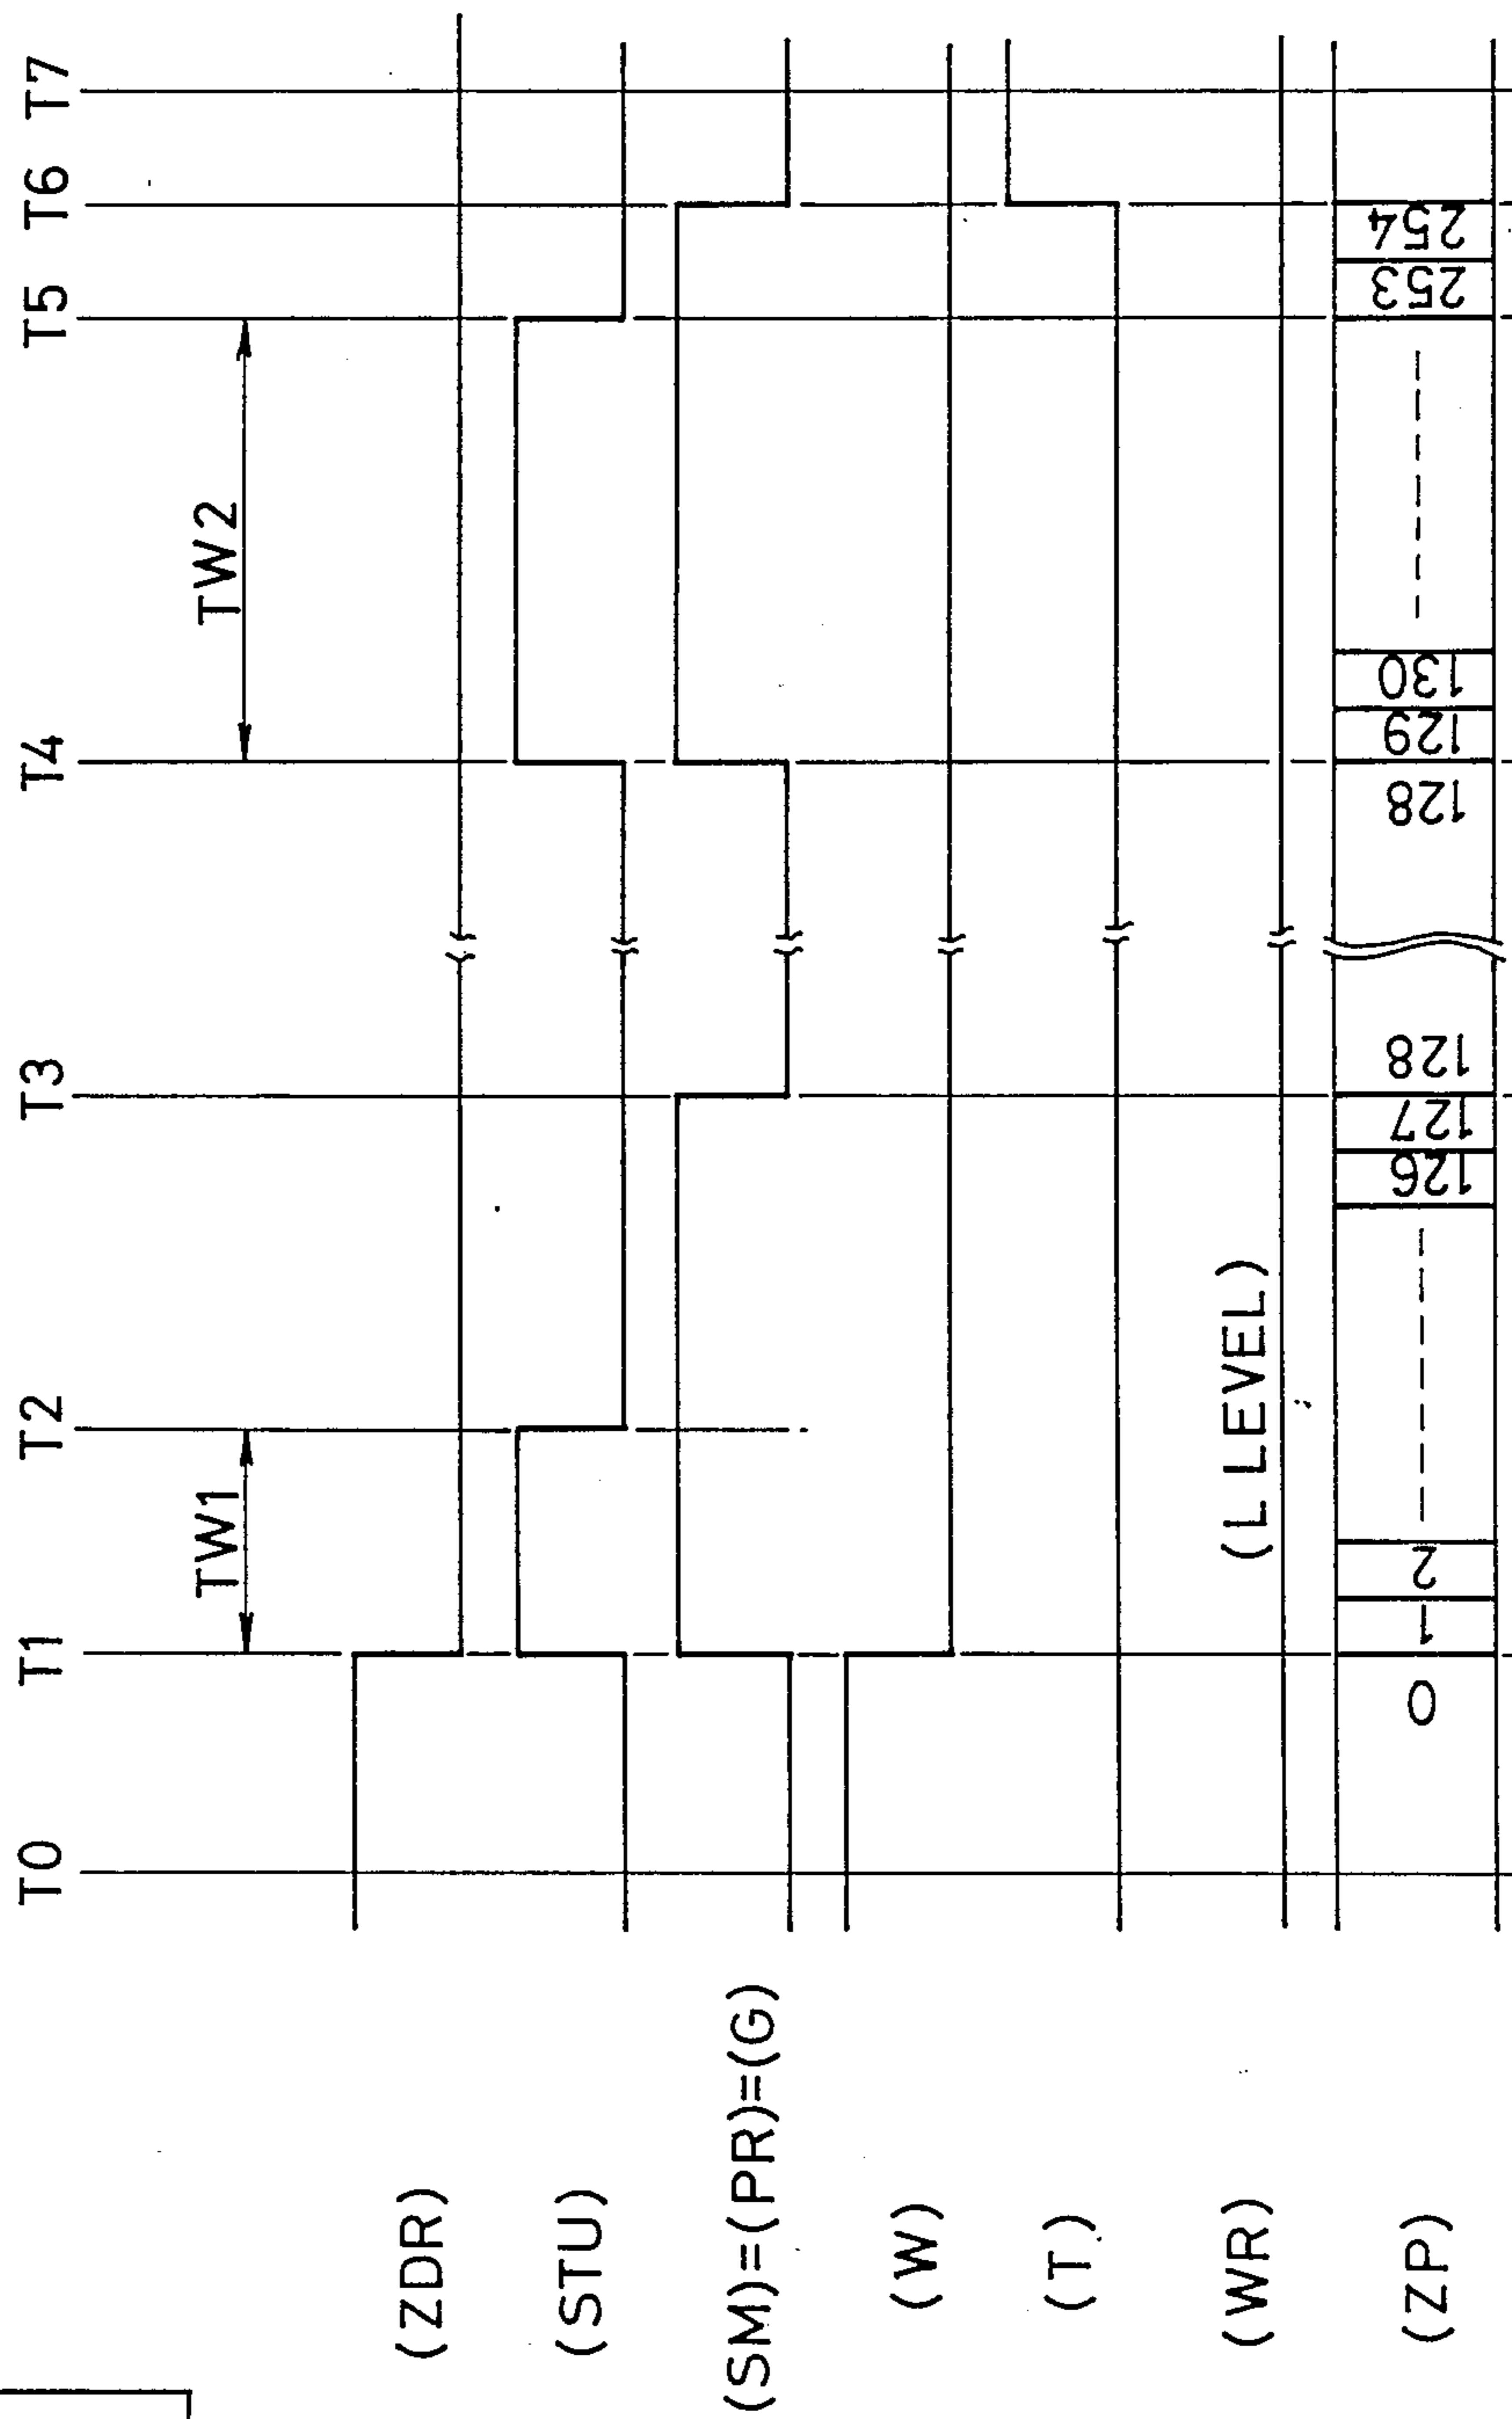 T0 T1 T2 T3 T4 T5 T6 T7
TW1 TW2
(ZDR)
(STU)
(SM)=(PR)=(G)
(W)
(T)
(WR) (L LEVEL)
(ZP) 0 1 2 126 127 128 128 129 130 253 254